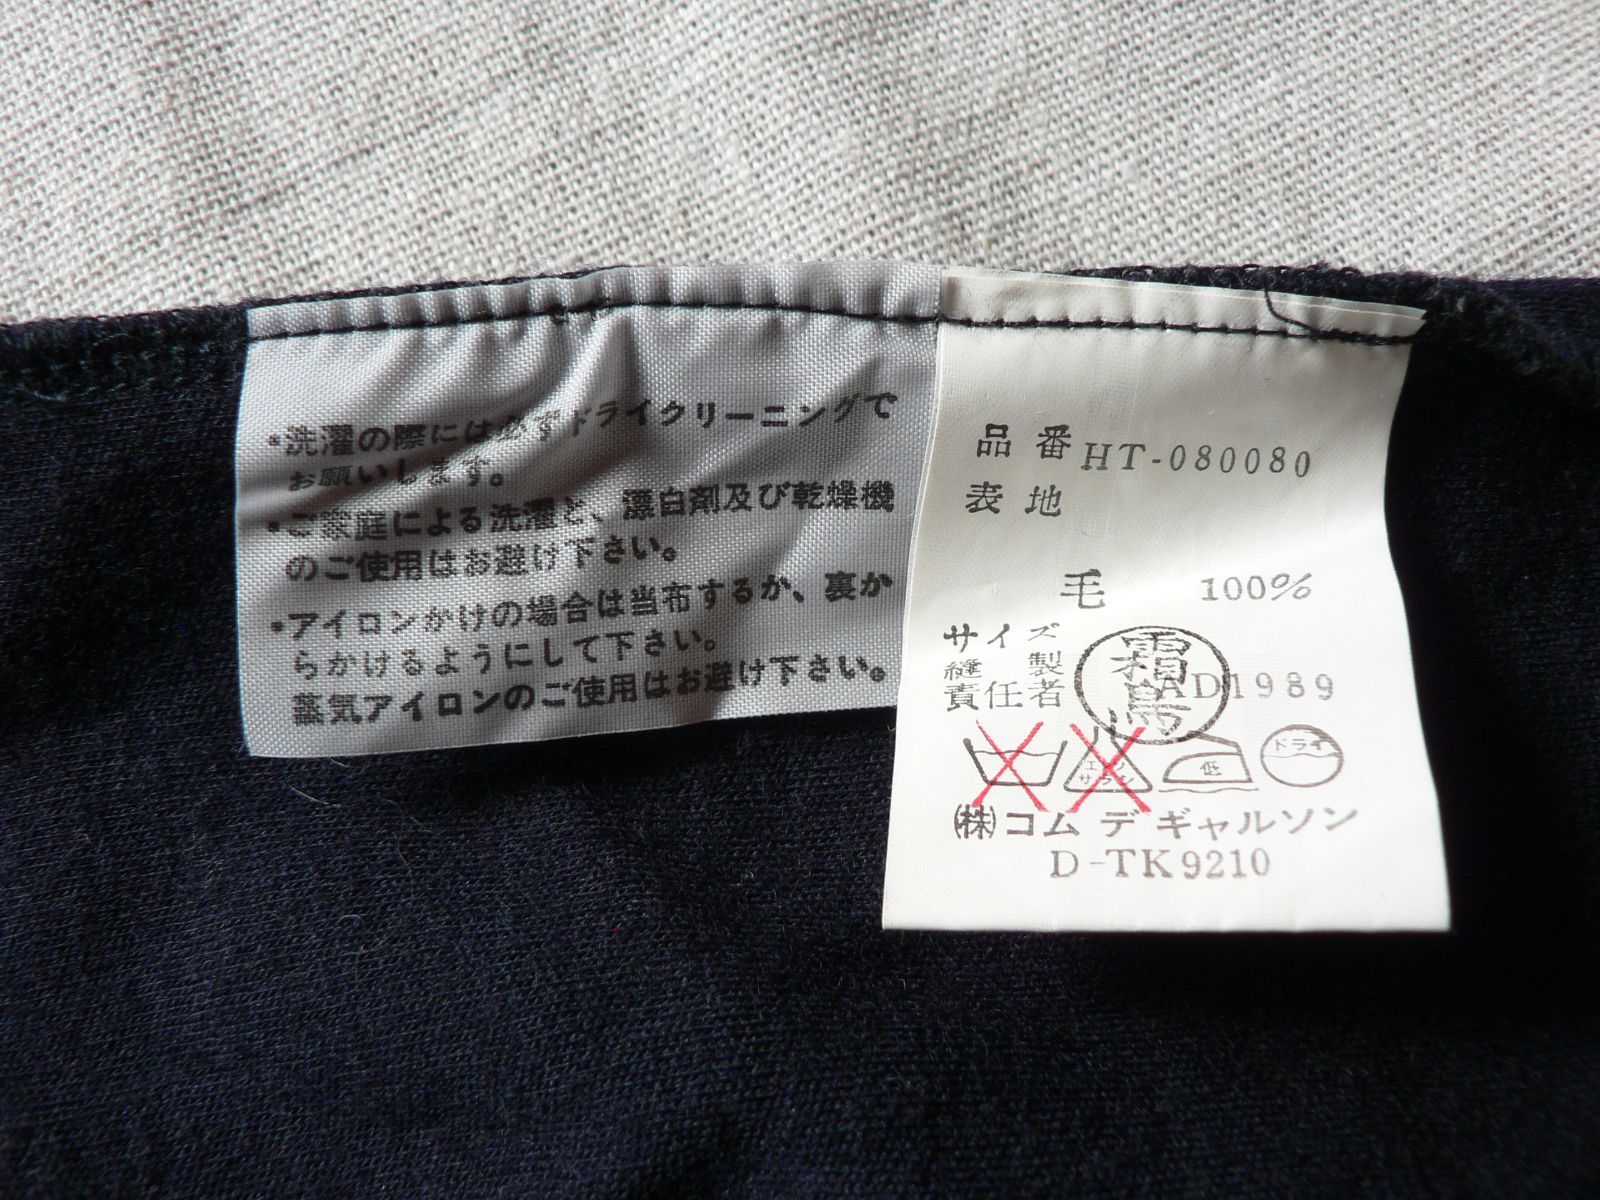 ・洗濯の際には必ずドライクリーニングで
お願いします。
・ご家庭による洗濯と、漂白剤及び乾燥機
のご使用はお避け下さい。
・アイロンかけの場合は当布するか、裏か
らかけるようにして下さい。
蒸気アイロンのご使用はお避け下さい。
品番 HT-080080
表地
毛 100%
サイズ
縫製
責任者 AD1989
霜鳥
エンソ
サラシ
低
ドライ
㈱コム デ ギャルソン
D-TK9210